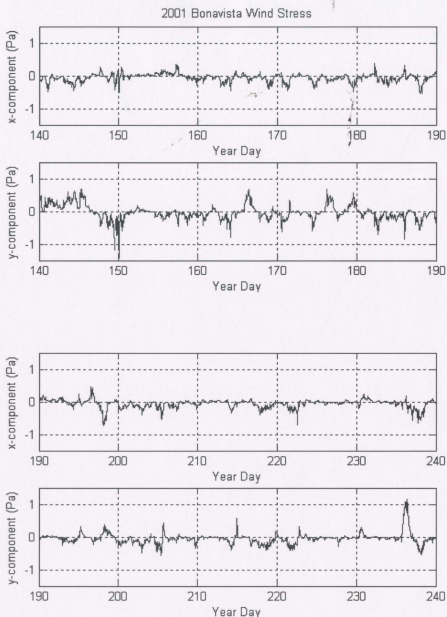 2001 Bonavista Wind Stress
x-component (Pa)
1
0
-1
140 150 160 170 180 190
Year Day
y-component (Pa)
1
0
-1
140 150 160 170 180 190
Year Day
x-component (Pa)
1
0
-1
190 200 210 220 230 240
Year Day
y-component (Pa)
1
0
-1
190 200 210 220 230 240
Year Day